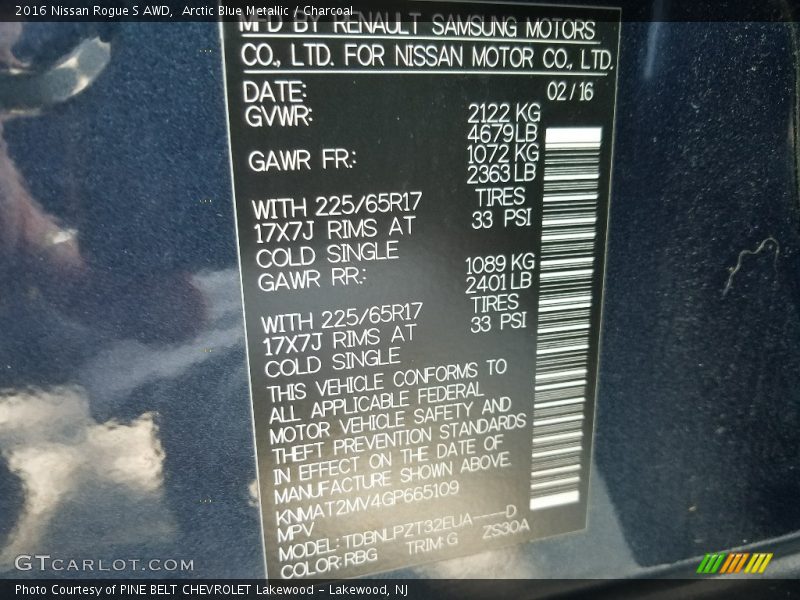 2016 Nissan Rogue S AWD,  Arctic Blue Metallic / Charcoal
MFD BY RENAULT SAMSUNG MOTORS
CO., LTD. FOR NISSAN MOTOR CO., LTD.
DATE: 02/16
GVWR: 2122 KG
4679LB
GAWR FR: 1072 KG
2363LB
WITH 225/65R17 TIRES
17X7J RIMS AT 33 PSI
COLD SINGLE
GAWR RR: 1089 KG
2401LB
WITH 225/65R17 TIRES
17X7J RIMS AT 33 PSI
COLD SINGLE
THIS VEHICLE CONFORMS TO
ALL APPLICABLE FEDERAL
MOTOR VEHICLE SAFETY AND
THEFT PREVENTION STANDARDS
IN EFFECT ON THE DATE OF
MANUFACTURE SHOWN ABOVE.
KNMAT2MV4GP665109
MPV
MODEL: TDBNLPZT32EUA----D
COLOR: RBG TRIM: G ZS30A
GTCARLOT.COM
Photo Courtesy of PINE BELT CHEVROLET Lakewood - Lakewood, NJ